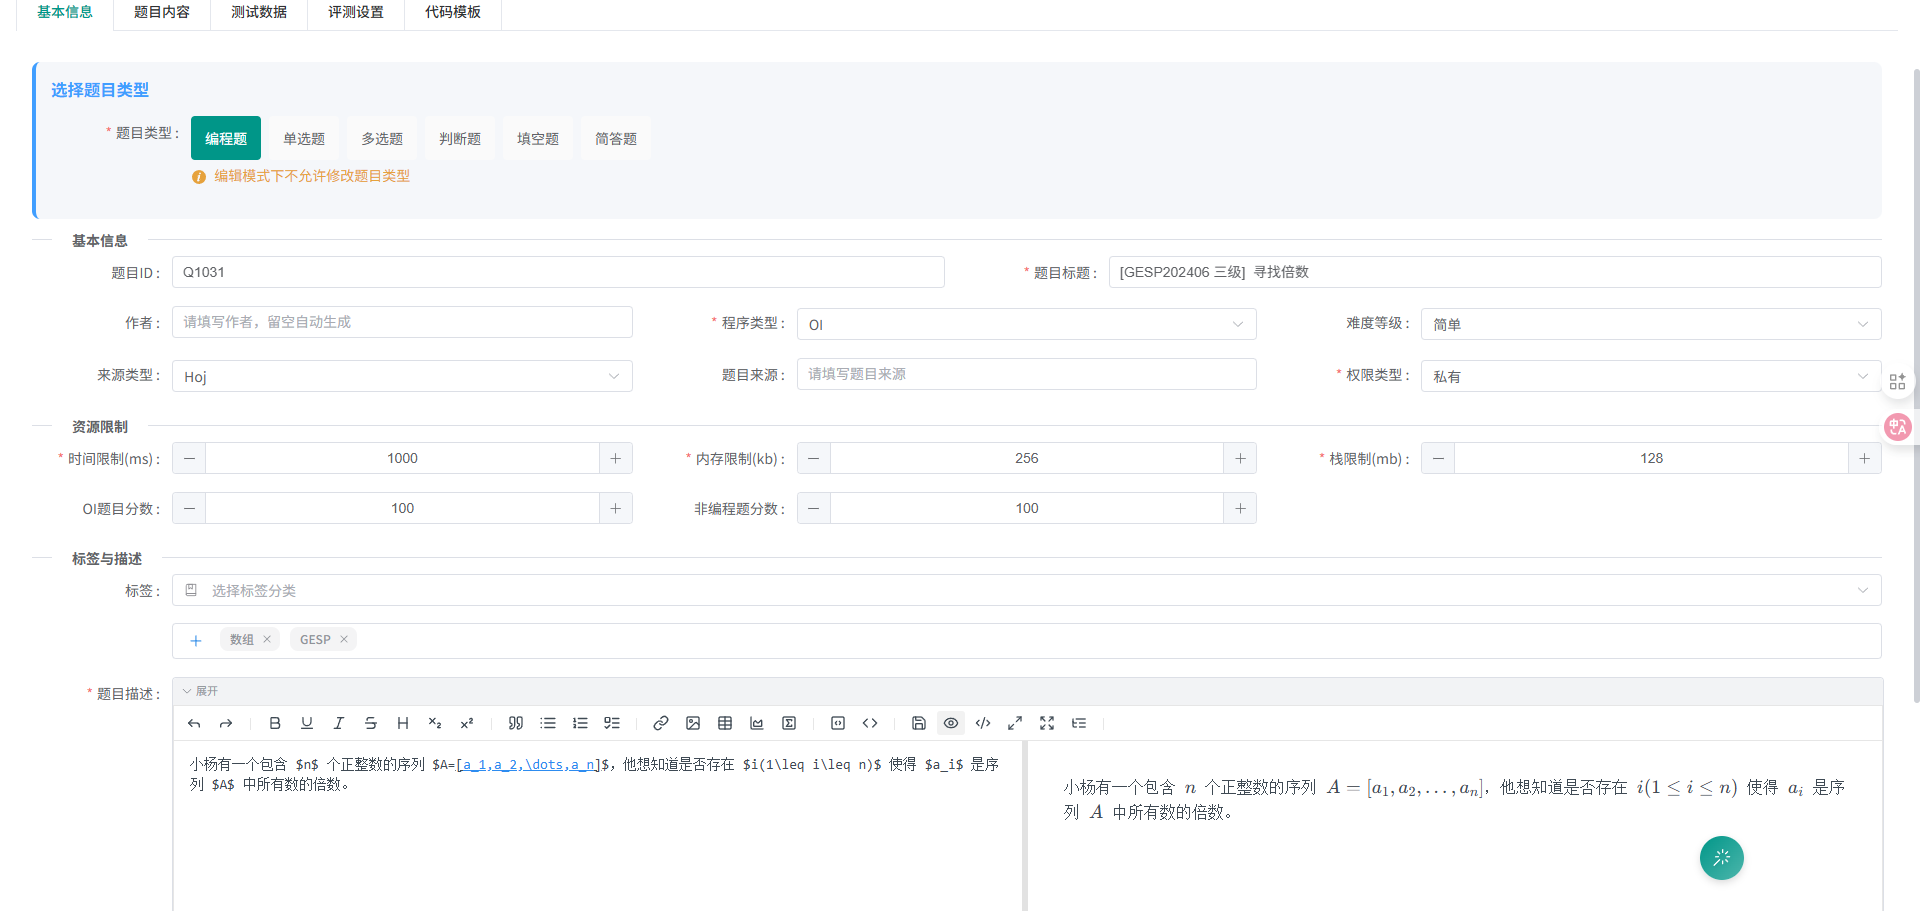 基本信息 题目内容 测试数据 评测设置 代码模板
选择题目类型
* 题目类型: 编程题 单选题 多选题 判断题 填空题 简答题
编辑模式下不允许修改题目类型
基本信息
题目ID: Q1031 * 题目标题: [GESP202406 三级] 寻找倍数
作者: 请填写作者，留空自动生成 * 程序类型: OI 难度等级: 简单
来源类型: Hoj 题目来源: 请填写题目来源 * 权限类型: 私有
资源限制
* 时间限制(ms): 1000 * 内存限制(kb): 256 * 栈限制(mb): 128
OI题目分数: 100 非编程题分数: 100
标签与描述
标签: 选择标签分类
数组 GESP
* 题目描述: 展开
小杨有一个包含 $n$ 个正整数的序列 $A=[a_1,a_2,\dots,a_n]$，他想知道是否存在 $i(1\leq i\leq n)$ 使得 $a_i$ 是序
列 $A$ 中所有数的倍数。
小杨有一个包含 n 个正整数的序列 A = [a₁, a₂, …, aₙ]，他想知道是否存在 i(1 ≤ i ≤ n) 使得 aᵢ 是序
列 A 中所有数的倍数。